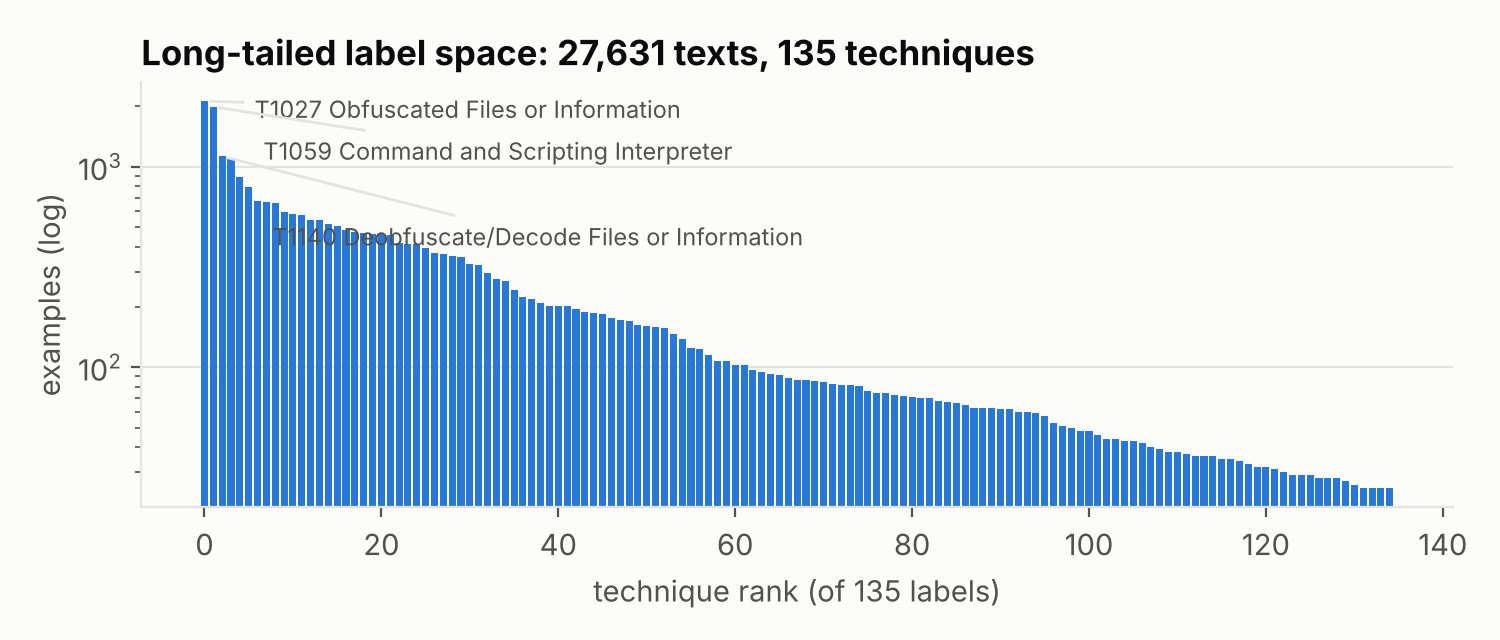 Long-tailed label space: 27,631 texts, 135 techniques
T1027 Obfuscated Files or Information
T1059 Command and Scripting Interpreter
T1140 Deobfuscate/Decode Files or Information
examples (log)
10³
10²
0 20 40 60 80 100 120 140
technique rank (of 135 labels)